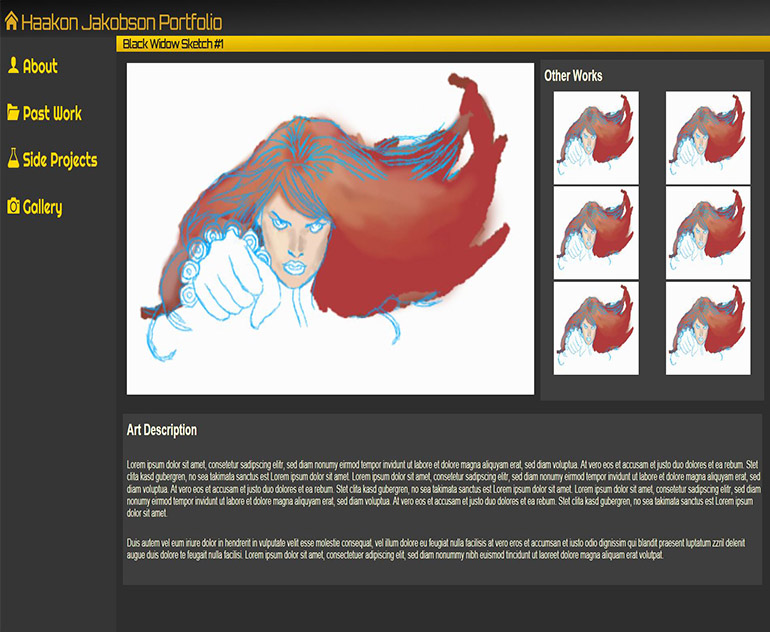 Haakon Jakobson Portfolio
Black Widow Sketch #1
About
Past Work
Side Projects
Gallery
Other Works
Art Description
Lorem ipsum dolor sit amet, consetetur sadipscing elitr, sed diam nonumy eirmod tempor invidunt ut labore et dolore magna aliquyam erat, sed diam voluptua. At vero eos et accusam et justo duo dolores et ea rebum. Stet
clita kasd gubergren, no sea takimata sanctus est Lorem ipsum dolor sit amet. Lorem ipsum dolor sit amet, consetetur sadipscing elitr, sed diam nonumy eirmod tempor invidunt ut labore et dolore magna aliquyam erat, sed
diam voluptua. At vero eos et accusam et justo duo dolores et ea rebum. Stet clita kasd gubergren, no sea takimata sanctus est Lorem ipsum dolor sit amet. Lorem ipsum dolor sit amet, consetetur sadipscing elitr, sed diam
nonumy eirmod tempor invidunt ut labore et dolore magna aliquyam erat, sed diam voluptua. At vero eos et accusam et justo duo dolores et ea rebum. Stet clita kasd gubergren, no sea takimata sanctus est Lorem ipsum dolor
sit amet.
Duis autem vel eum iriure dolor in hendrerit in vulputate velit esse molestie consequat, vel illum dolore eu feugiat nulla facilisis at vero eros et accumsan et iusto odio dignissim qui blandit praesent luptatum zzril delenit
augue duis dolore te feugait nulla facilisi. Lorem ipsum dolor sit amet, consectetuer adipiscing elit, sed diam nonummy nibh euismod tincidunt ut laoreet dolore magna aliquam erat volutpat.